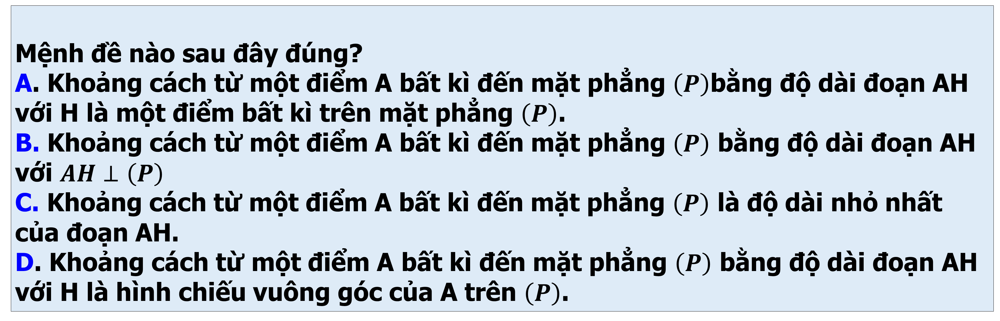 Mệnh đề nào sau đây đúng?
A. Khoảng cách từ một điểm A bất kì đến mặt phẳng (P)bằng độ dài đoạn AH
với H là một điểm bất kì trên mặt phẳng (P).
B. Khoảng cách từ một điểm A bất kì đến mặt phẳng (P) bằng độ dài đoạn AH
với AH ⊥ (P)
C. Khoảng cách từ một điểm A bất kì đến mặt phẳng (P) là độ dài nhỏ nhất
của đoạn AH.
D. Khoảng cách từ một điểm A bất kì đến mặt phẳng (P) bằng độ dài đoạn AH
với H là hình chiếu vuông góc của A trên (P).